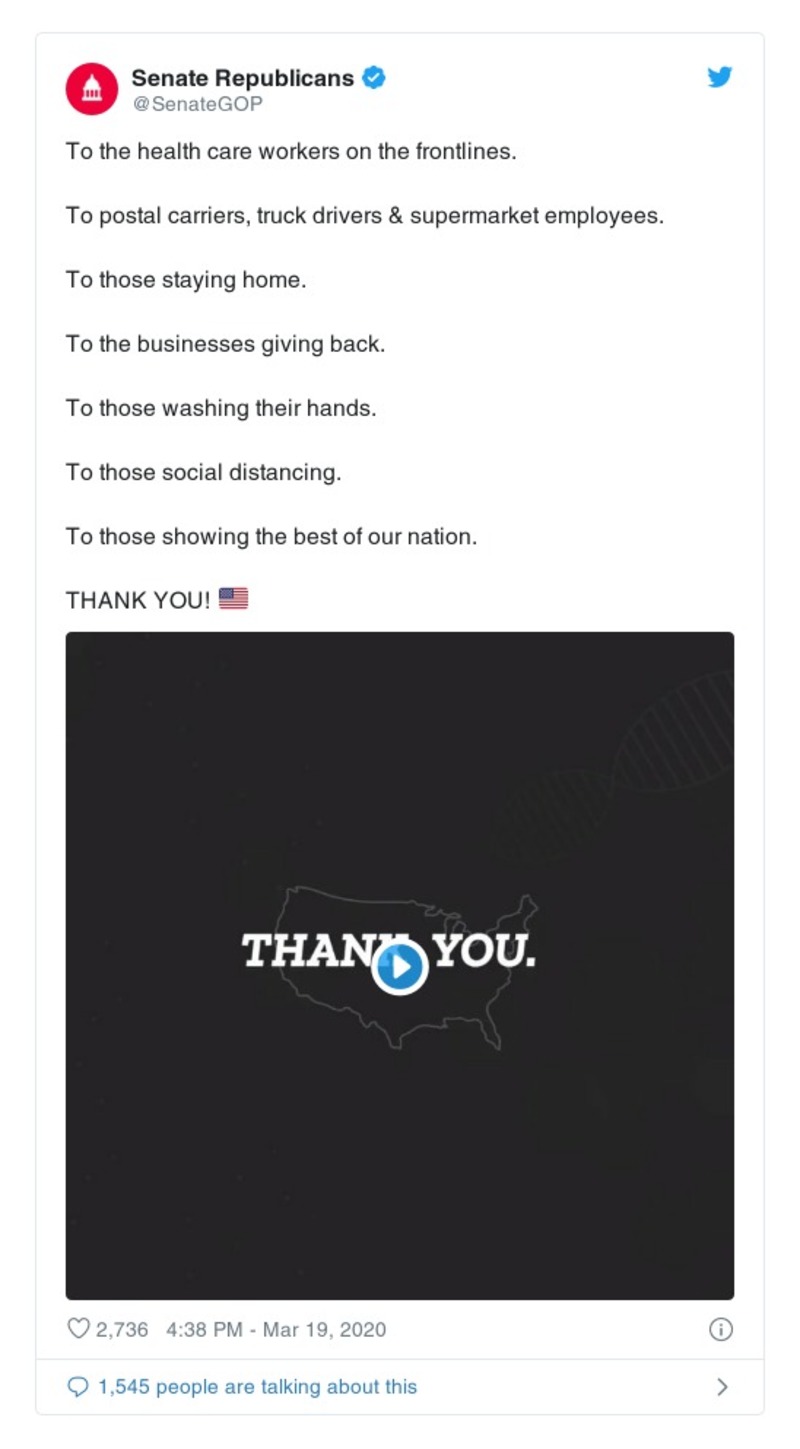 Senate Republicans
@SenateGOP
To the health care workers on the frontlines.
To postal carriers, truck drivers & supermarket employees.
To those staying home.
To the businesses giving back.
To those washing their hands.
To those social distancing.
To those showing the best of our nation.
THANK YOU! 🇺🇸
THANK YOU.
2,736 4:38 PM - Mar 19, 2020
1,545 people are talking about this